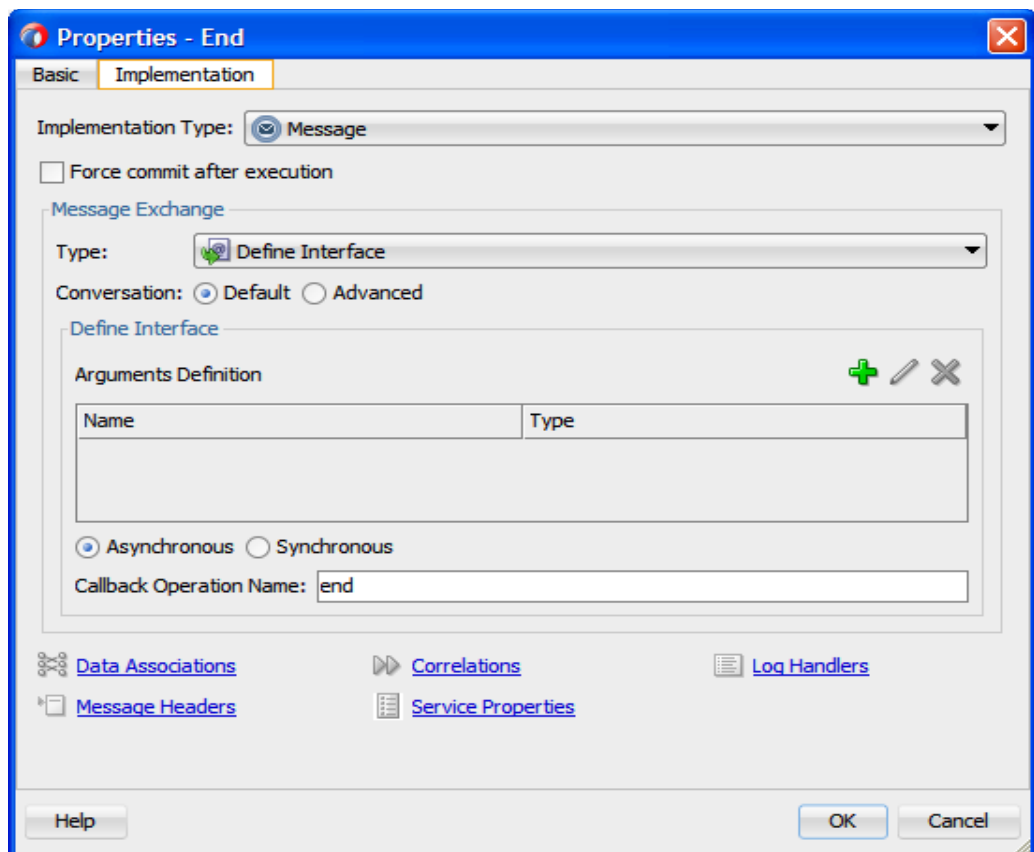 Properties - End
Basic Implementation
Implementation Type: Message
Force commit after execution
Message Exchange
Type: Define Interface
Conversation: Default Advanced
Define Interface
Arguments Definition
Name Type
Asynchronous Synchronous
Callback Operation Name: end
Data Associations Correlations Log Handlers
Message Headers Service Properties
Help OK Cancel